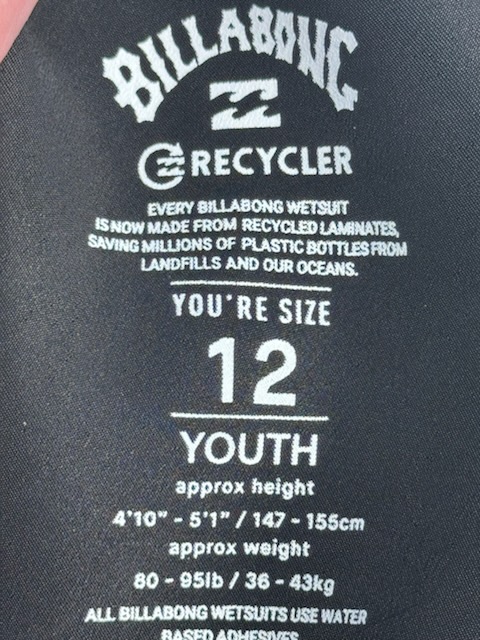 BILLABONG
RECYCLER
EVERY BILLABONG WETSUIT
IS NOW MADE FROM RECYCLED LAMINATES,
SAVING MILLIONS OF PLASTIC BOTTLES FROM
LANDFILLS AND OUR OCEANS.
YOU'RE SIZE
12
YOUTH
approx height
4'10" - 5'1" / 147 - 155cm
approx weight
80 - 95lb / 36 - 43kg
ALL BILLABONG WETSUITS USE WATER
BASED ADHESIVES